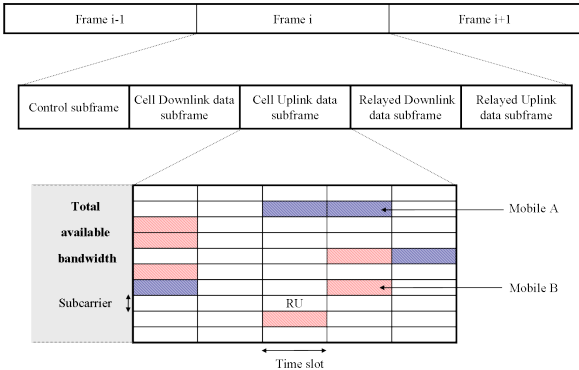 Frame i-1
Frame i
Frame i+1
Control subframe
Cell Downlink data
subframe
Cell Uplink data
subframe
Relayed Downlink
data subframe
Relayed Uplink
data subframe
Total
available
bandwidth
Mobile A
Mobile B
Subcarrier
RU
Time slot